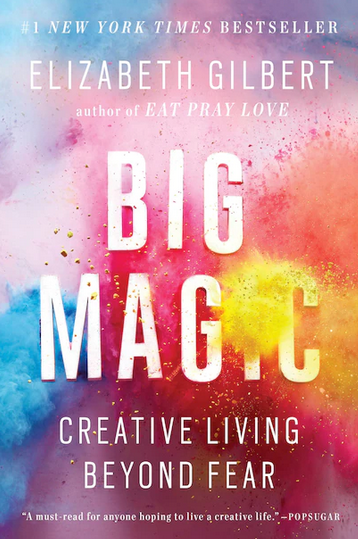 #1 NEW YORK TIMES BESTSELLER
ELIZABETH GILBERT
author of EAT PRAY LOVE
BIG
MAGIC
CREATIVE LIVING
BEYOND FEAR
“A must-read for anyone hoping to live a creative life.”—POPSUGAR